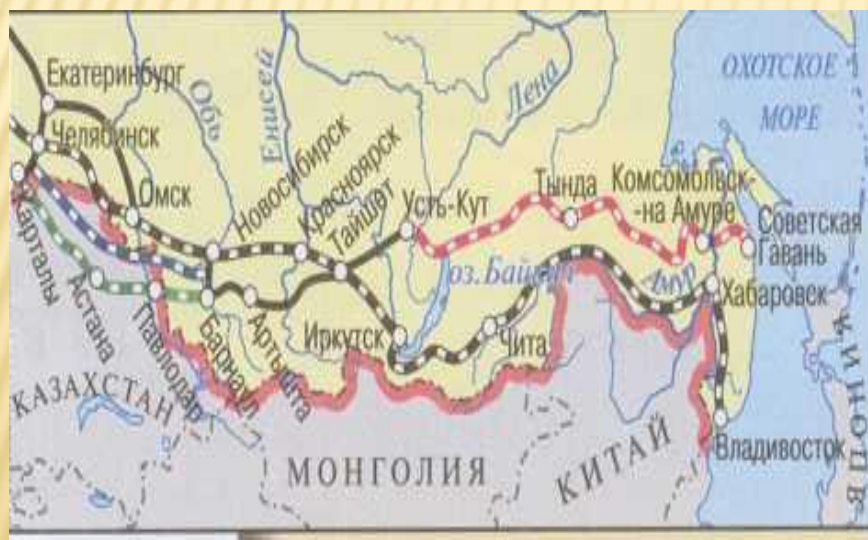 Екатеринбург
Обь
Енисей
Лена
ОХОТСКОЕ
МОРЕ
Челябинск
Омск
Новосибирск
Красноярск
Тайшет
Усть-Кут
Тында
Комсомольск-
-на Амуре
Советская
Гавань
Карталы
Астана
Павлодар
Барнаул
Артышта
Иркутск
оз. Байкал
Чита
Амур
Хабаровск
КАЗАХСТАН
МОНГОЛИЯ
КИТАЙ
Владивосток
ЯПОНИЯ